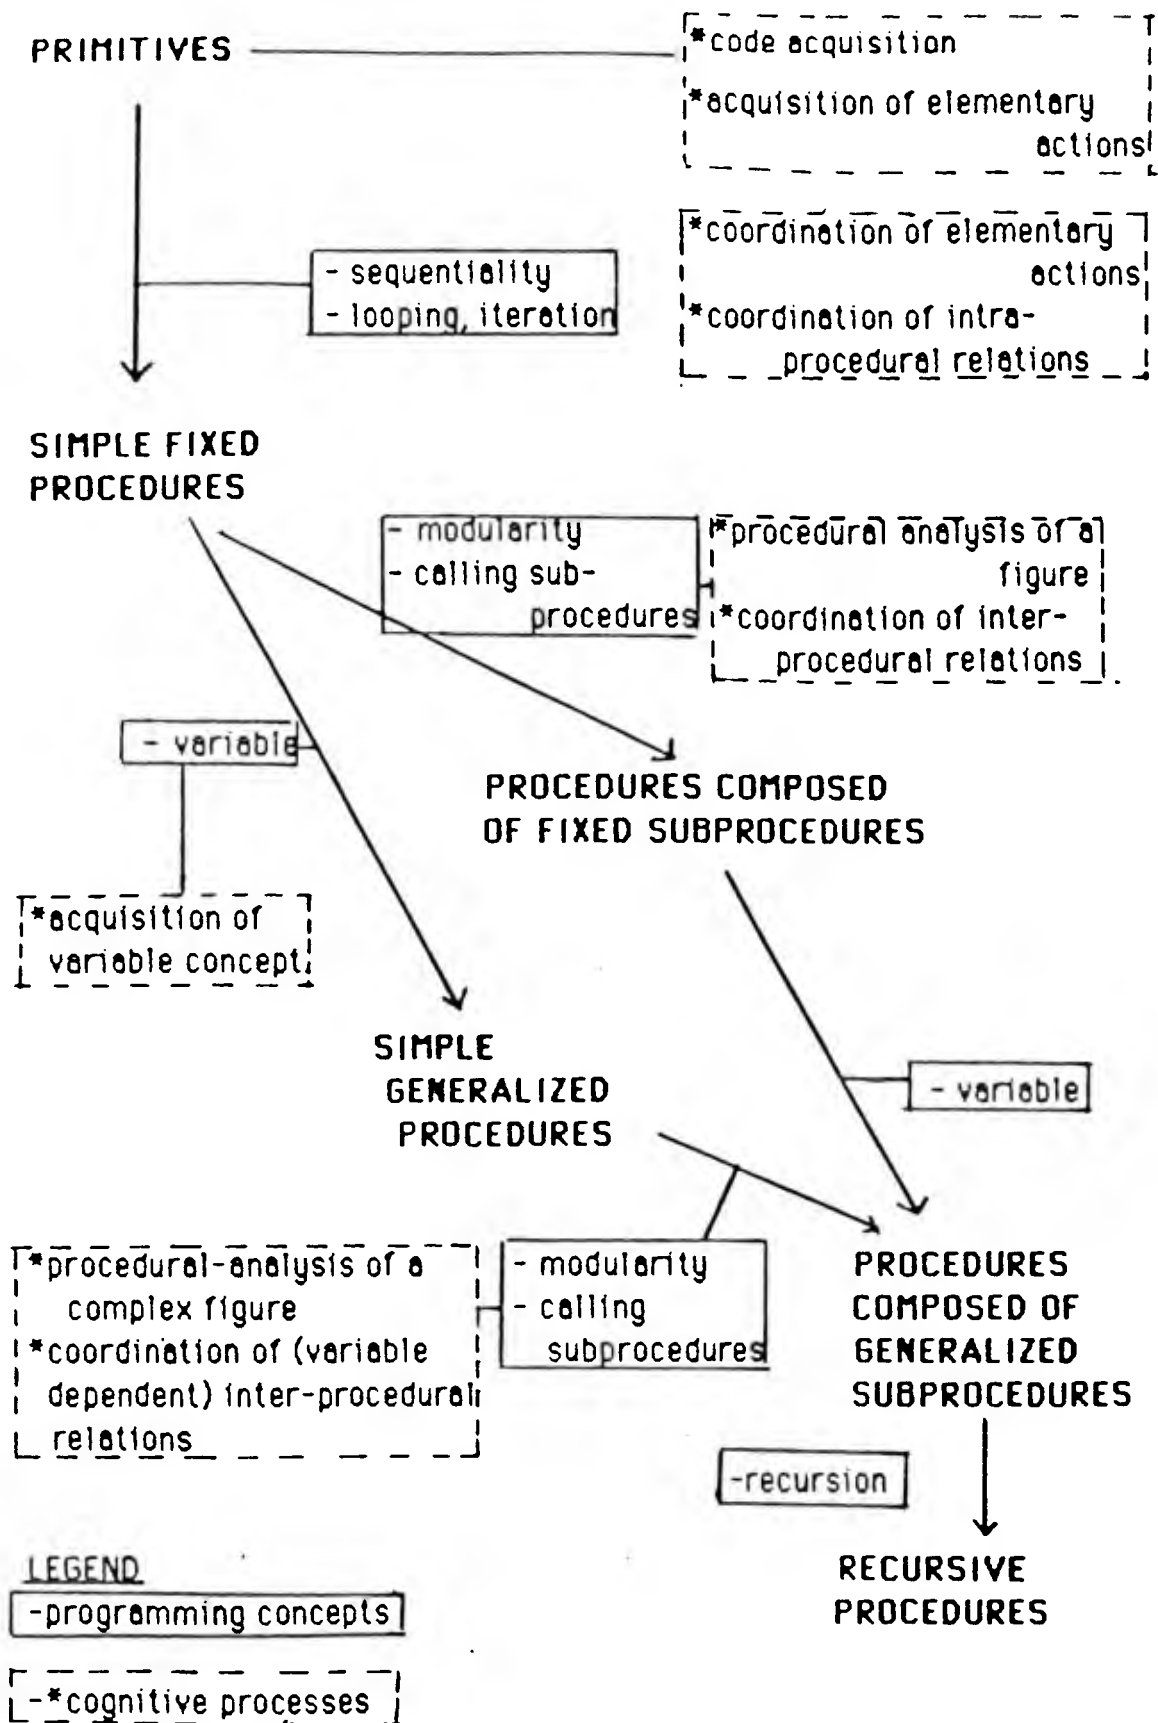 PRIMITIVES
*code acquisition
*acquisition of elementary
actions
*coordination of elementary
actions
*coordination of intra-
procedural relations
- sequentiality
- looping, iteration
SIMPLE FIXED
PROCEDURES
- modularity
- calling sub-
procedures
*procedural analysis of a
figure
*coordination of inter-
procedural relations
- variable
PROCEDURES COMPOSED
OF FIXED SUBPROCEDURES
*acquisition of
variable concept
SIMPLE
GENERALIZED
PROCEDURES
- variable
*procedural-analysis of a
complex figure
*coordination of (variable
dependent) inter-procedural
relations
- modularity
- calling
subprocedures
PROCEDURES
COMPOSED OF
GENERALIZED
SUBPROCEDURES
-recursion
RECURSIVE
PROCEDURES
LEGEND
-programming concepts
-*cognitive processes